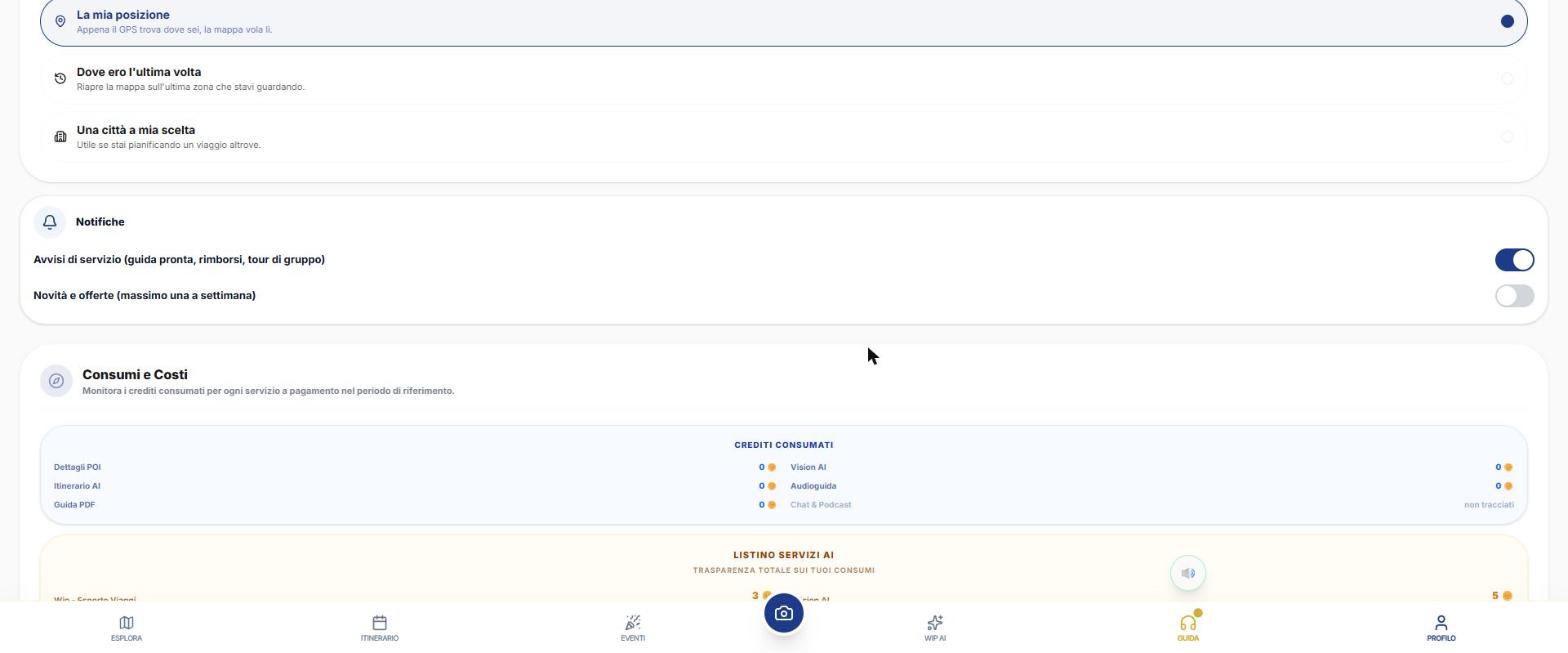 La mia posizione
Appena il GPS trova dove sei, la mappa vola lì.
Dove ero l'ultima volta
Riapre la mappa sull'ultima zona che stavi guardando.
Una città a mia scelta
Utile se stai pianificando un viaggio altrove.
Notifiche
Avvisi di servizio (guida pronta, rimborsi, tour di gruppo)
Novità e offerte (massimo una a settimana)
Consumi e Costi
Monitora i crediti consumati per ogni servizio a pagamento nel periodo di riferimento.
CREDITI CONSUMATI
Dettagli POI 0 Vision AI 0
Itinerario AI 0 Audioguida 0
Guida PDF 0 Chat & Podcast non tracciati
LISTINO SERVIZI AI
TRASPARENZA TOTALE SUI TUOI CONSUMI
Wip - Esperto Viaggi 3 5
ESPLORA ITINERARIO EVENTI WIP AI GUIDA PROFILO